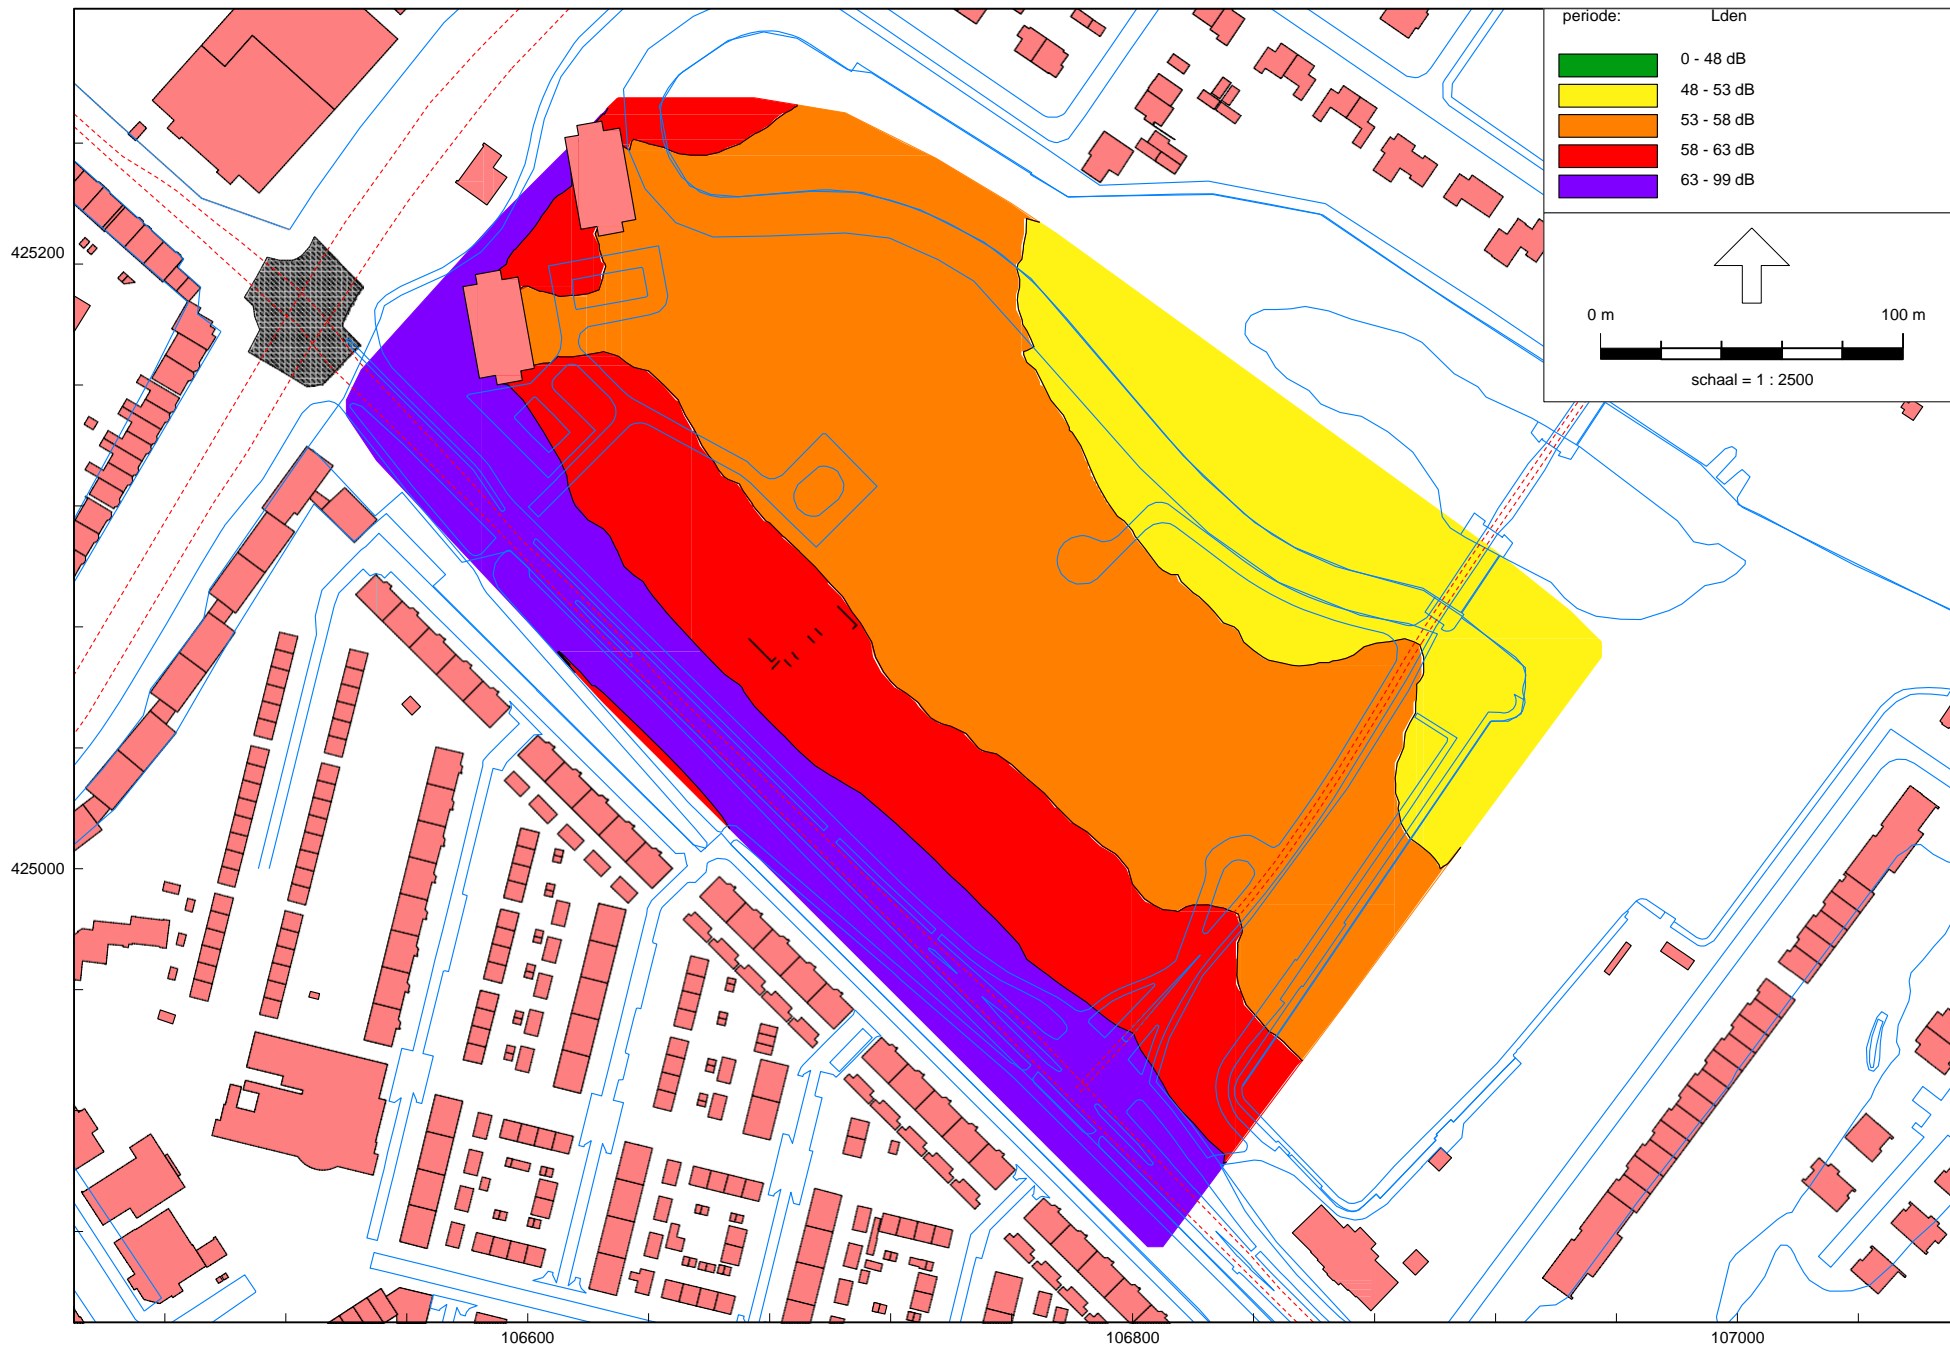 periode: Lden
0 - 48 dB
48 - 53 dB
53 - 58 dB
58 - 63 dB
63 - 99 dB
0 m 100 m
schaal = 1 : 2500
425200
425000
106600 106800 107000